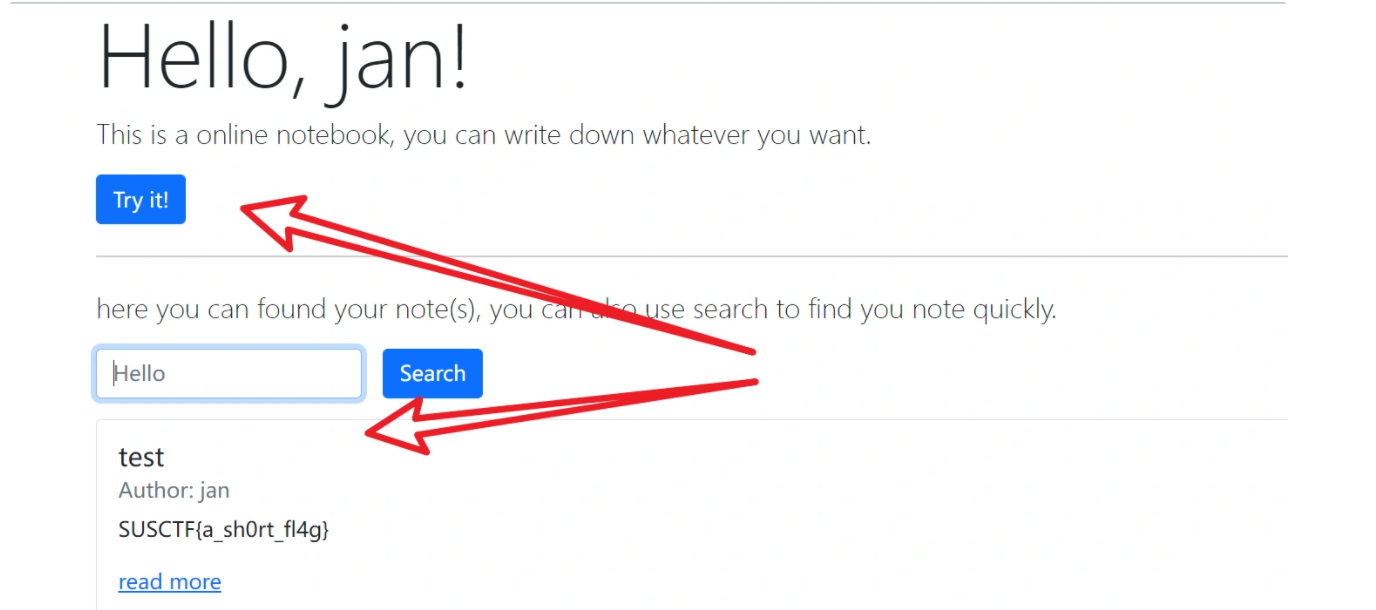 Hello, jan!
This is a online notebook, you can write down whatever you want.
Try it!
here you can found your note(s), you can also use search to find you note quickly.
Hello
Search
test
Author: jan
SUSCTF{a_sh0rt_fl4g}
read more